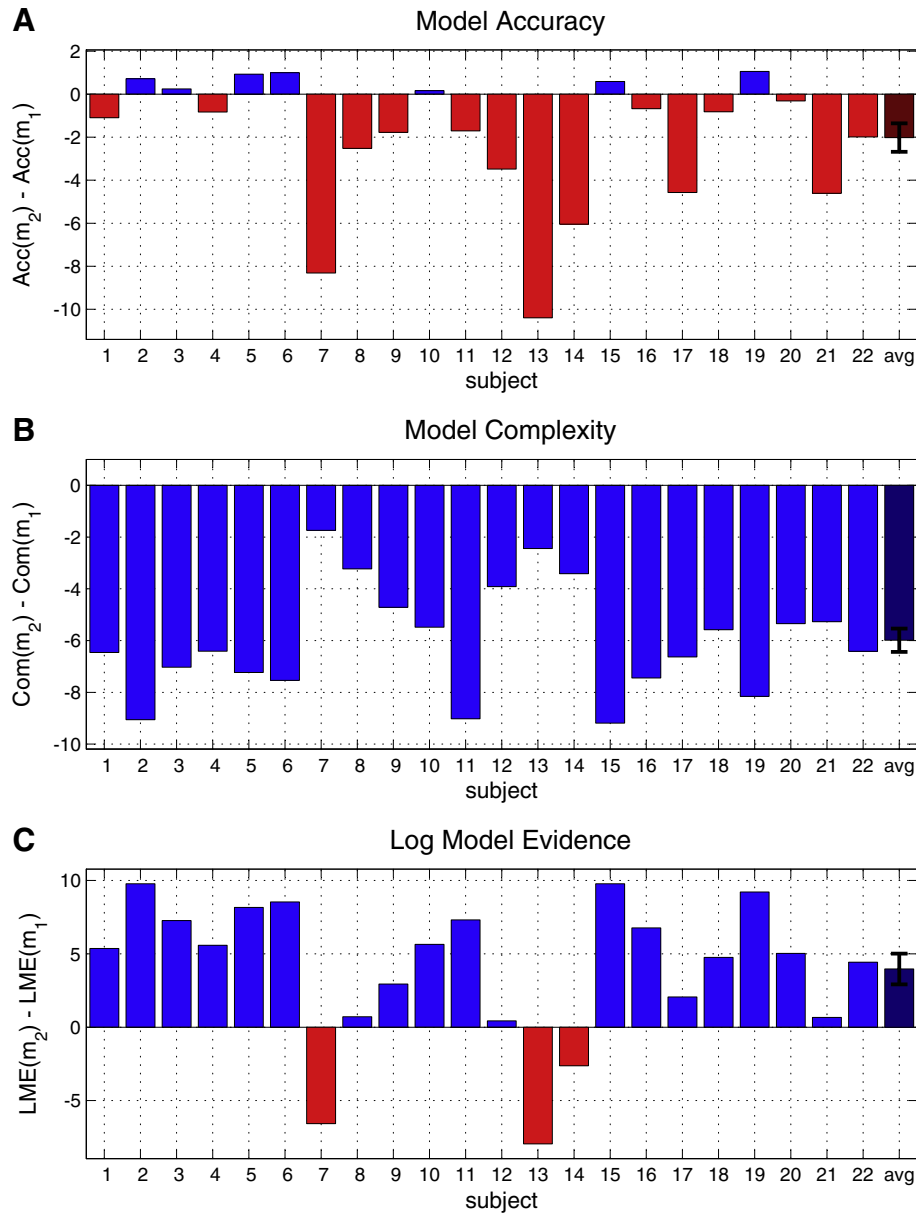 A
Model Accuracy
Acc(m2) - Acc(m1)
2
0
-2
-4
-6
-8
-10
1 2 3 4 5 6 7 8 9 10 11 12 13 14 15 16 17 18 19 20 21 22 avg
subject
B
Model Complexity
Com(m2) - Com(m1)
0
-2
-4
-6
-8
-10
1 2 3 4 5 6 7 8 9 10 11 12 13 14 15 16 17 18 19 20 21 22 avg
subject
C
Log Model Evidence
LME(m2) - LME(m1)
10
5
0
-5
1 2 3 4 5 6 7 8 9 10 11 12 13 14 15 16 17 18 19 20 21 22 avg
subject